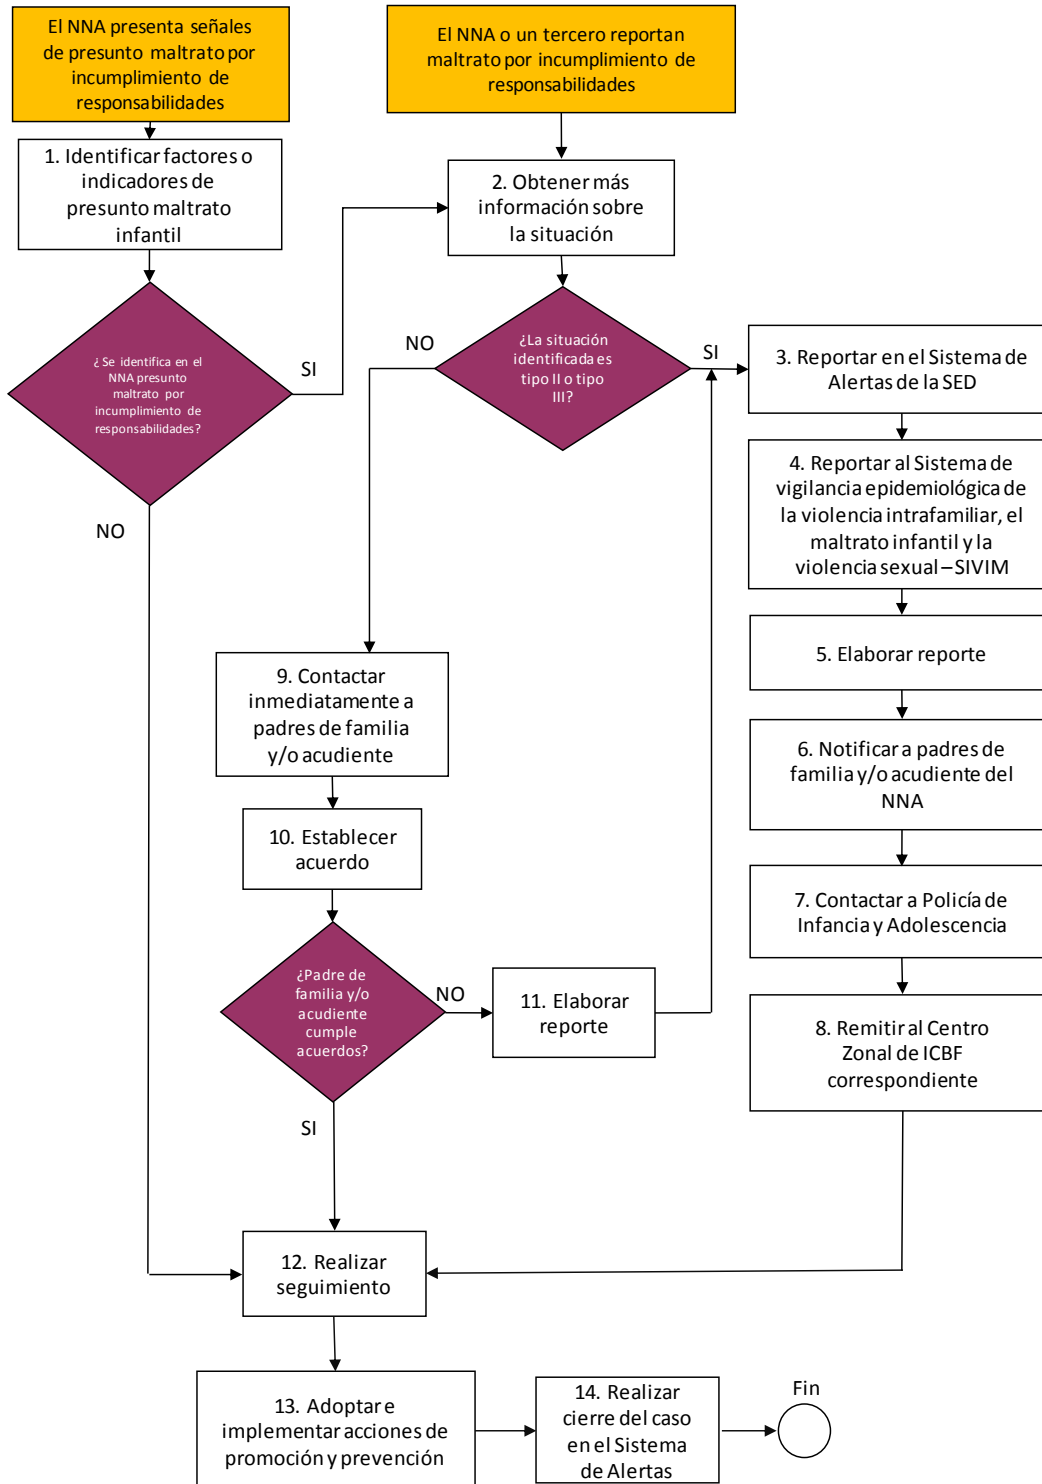 El NNA presenta señales
de presunto maltrato por
incumplimiento de
responsabilidades
El NNA o un tercero reportan
maltrato por incumplimiento de
responsabilidades
1. Identificar factores o
indicadores de
presunto maltrato
infantil
2. Obtener más
información sobre
la situación
¿Se identifica en el
NNA presunto
maltrato por
incumplimiento de
responsabilidades?
SI
NO
¿La situación
identificada es
tipo II o tipo
III?
NO
SI
3. Reportar en el Sistema de
Alertas de la SED
4. Reportar al Sistema de
vigilancia epidemiológica de
la violencia intrafamiliar, el
maltrato infantil y la
violencia sexual – SIVIM
5. Elaborar reporte
6. Notificar a padres de
familia y/o acudiente del
NNA
7. Contactar a Policía de
Infancia y Adolescencia
8. Remitir al Centro
Zonal de ICBF
correspondiente
9. Contactar
inmediatamente a
padres de familia
y/o acudiente
10. Establecer
acuerdo
¿Padre de
familia y/o
acudiente
cumple
acuerdos?
NO
SI
11. Elaborar
reporte
12. Realizar
seguimiento
13. Adoptar e
implementar acciones de
promoción y prevención
14. Realizar
cierre del caso
en el Sistema
de Alertas
Fin